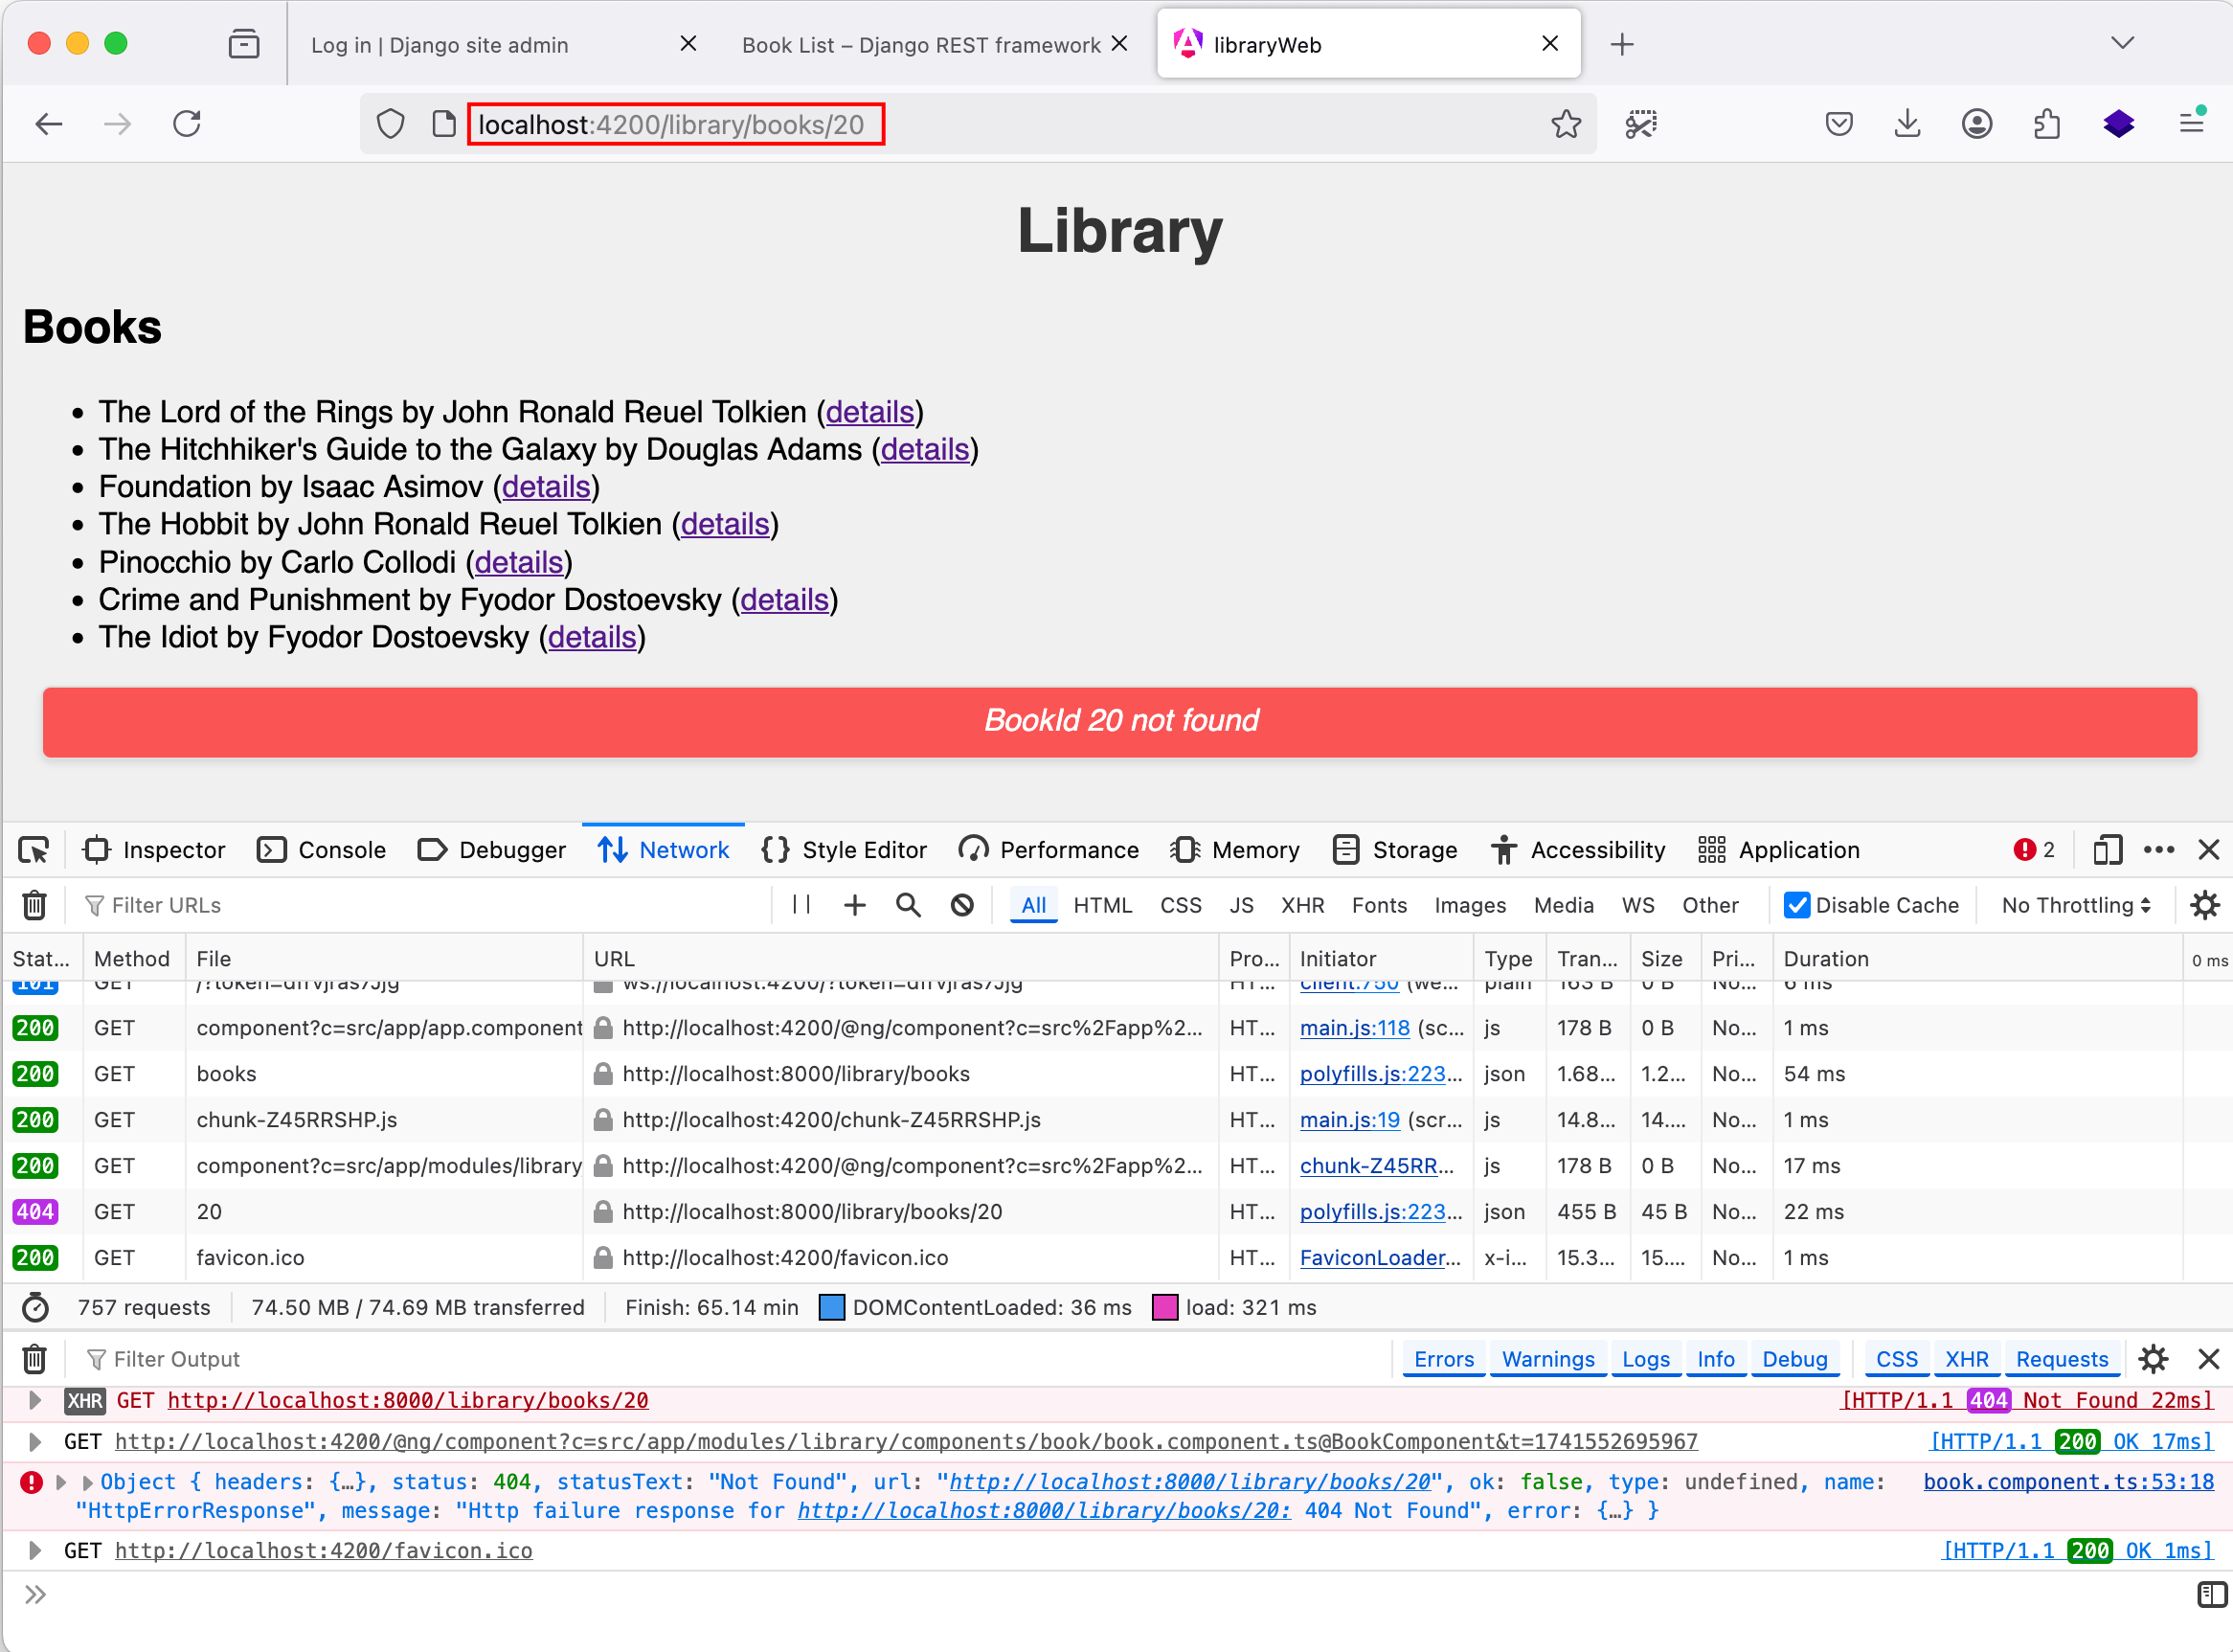 Log in | Django site admin
Book List – Django REST framework
libraryWeb
localhost:4200/library/books/20
Library
Books
The Lord of the Rings by John Ronald Reuel Tolkien (details)
The Hitchhiker's Guide to the Galaxy by Douglas Adams (details)
Foundation by Isaac Asimov (details)
The Hobbit by John Ronald Reuel Tolkien (details)
Pinocchio by Carlo Collodi (details)
Crime and Punishment by Fyodor Dostoevsky (details)
The Idiot by Fyodor Dostoevsky (details)
BookId 20 not found
Inspector Console Debugger Network Style Editor Performance Memory Storage Accessibility Application 2
Filter URLs All HTML CSS JS XHR Fonts Images Media WS Other Disable Cache No Throttling
Stat... Method File URL Pro... Initiator Type Tran... Size Pri... Duration 0 ms
101 GET HT... client:750 (we... plain 163 B 0 B No... 6 ms
200 GET component?c=src/app/app.component http://localhost:4200/@ng/component?c=src%2Fapp%2... HT... main.js:118 (sc... js 178 B 0 B No... 1 ms
200 GET books http://localhost:8000/library/books HT... polyfills.js:223... json 1.68... 1.2... No... 54 ms
200 GET chunk-Z45RRSHP.js http://localhost:4200/chunk-Z45RRSHP.js HT... main.js:19 (scr... js 14.8... 14.... No... 1 ms
200 GET component?c=src/app/modules/library http://localhost:4200/@ng/component?c=src%2Fapp%2... HT... chunk-Z45RR... js 178 B 0 B No... 17 ms
404 GET 20 http://localhost:8000/library/books/20 HT... polyfills.js:223... json 455 B 45 B No... 22 ms
200 GET favicon.ico http://localhost:4200/favicon.ico HT... FaviconLoader... x-i... 15.3... 15.... No... 1 ms
757 requests 74.50 MB / 74.69 MB transferred Finish: 65.14 min DOMContentLoaded: 36 ms load: 321 ms
Filter Output Errors Warnings Logs Info Debug CSS XHR Requests
XHR GET http://localhost:8000/library/books/20 [HTTP/1.1 404 Not Found 22ms]
GET http://localhost:4200/@ng/component?c=src/app/modules/library/components/book/book.component.ts@BookComponent&t=1741552695967 [HTTP/1.1 200 OK 17ms]
Object { headers: {…}, status: 404, statusText: "Not Found", url: "http://localhost:8000/library/books/20", ok: false, type: undefined, name: book.component.ts:53:18
"HttpErrorResponse", message: "Http failure response for http://localhost:8000/library/books/20: 404 Not Found", error: {…} }
GET http://localhost:4200/favicon.ico [HTTP/1.1 200 OK 1ms]